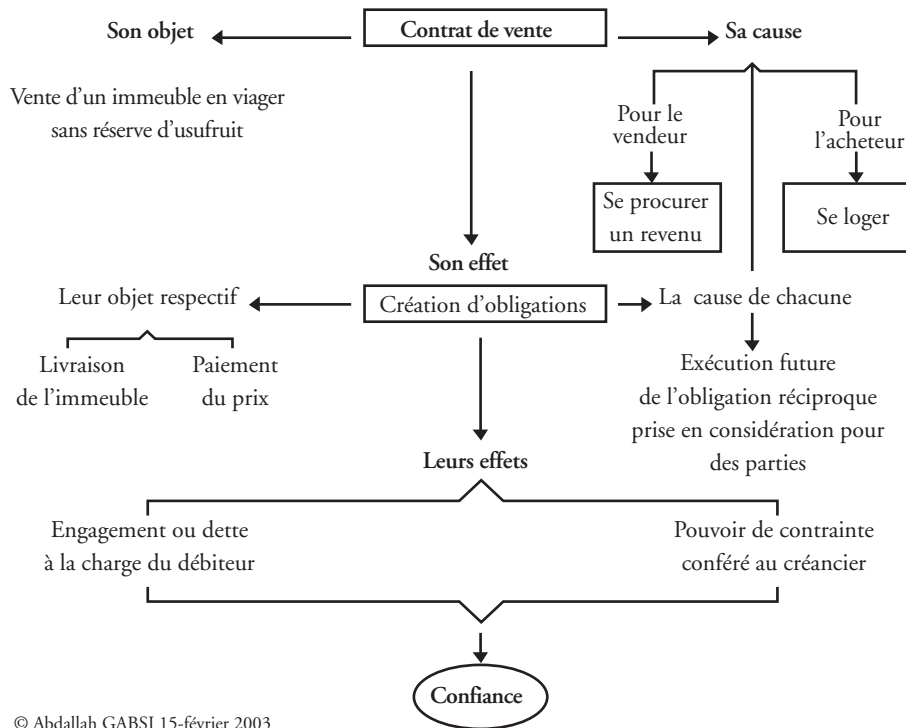 Son objet
Contrat de vente
Sa cause
Vente d'un immeuble en viager
sans réserve d'usufruit
Pour le
vendeur
Pour
l'acheteur
Se procurer
un revenu
Se loger
Son effet
Leur objet respectif
Création d'obligations
La cause de chacune
Livraison
de l'immeuble
Paiement
du prix
Exécution future
de l'obligation réciproque
prise en considération pour
des parties
Leurs effets
Engagement ou dette
à la charge du débiteur
Pouvoir de contrainte
conféré au créancier
Confiance
© Abdallah GABSI 15-février 2003